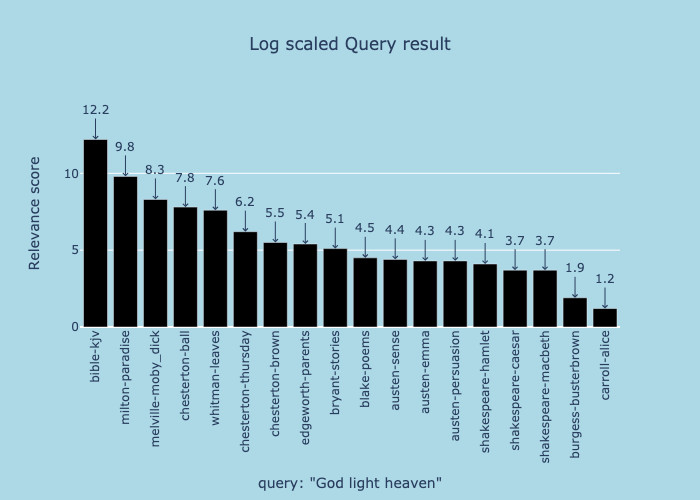 Log scaled Query result
Relevance score
10
5
0
12.2
9.8
8.3
7.8
7.6
6.2
5.5
5.4
5.1
4.5
4.4
4.3
4.3
4.1
3.7
3.7
1.9
1.2
bible-kjv
milton-paradise
melville-moby_dick
chesterton-ball
whitman-leaves
chesterton-thursday
chesterton-brown
edgeworth-parents
bryant-stories
blake-poems
austen-sense
austen-emma
austen-persuasion
shakespeare-hamlet
shakespeare-caesar
shakespeare-macbeth
burgess-busterbrown
carroll-alice
query: "God light heaven"